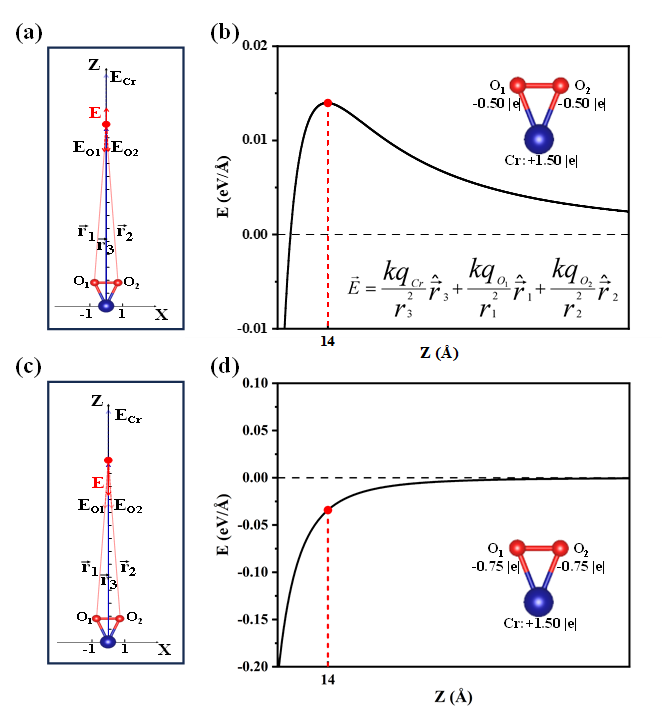 (a)
Z
E_Cr
E
E_O1 E_O2
r⃗_1 r⃗_2
r⃗_3
O_1 O_2
-1 1 X
(b)
0.02
0.01
0.00
-0.01
E (eV/Å)
O_1 O_2
-0.50 |e| -0.50 |e|
Cr: +1.50 |e|
E⃗ = kq_Cr/r_3^2 r̂⃗_3 + kq_O_1/r_1^2 r̂⃗_1 + kq_O_2/r_2^2 r̂⃗_2
14
Z (Å)
(c)
Z
E_Cr
E
E_O1 E_O2
r⃗_1 r⃗_2
r⃗_3
O_1 O_2
-1 1 X
(d)
0.10
0.05
0.00
-0.05
-0.10
-0.15
-0.20
E (eV/Å)
O_1 O_2
-0.75 |e| -0.75 |e|
Cr: +1.50 |e|
14
Z (Å)